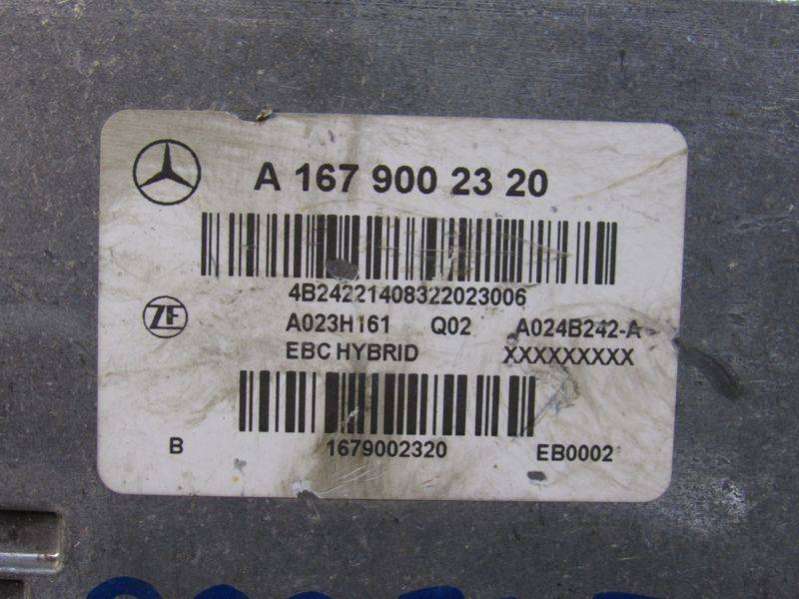 A 167 900 23 20
4B24221408322023006
ZF
A023H161 Q02 A024B242-A
EBC HYBRID XXXXXXXXX
B 1679002320 EB0002